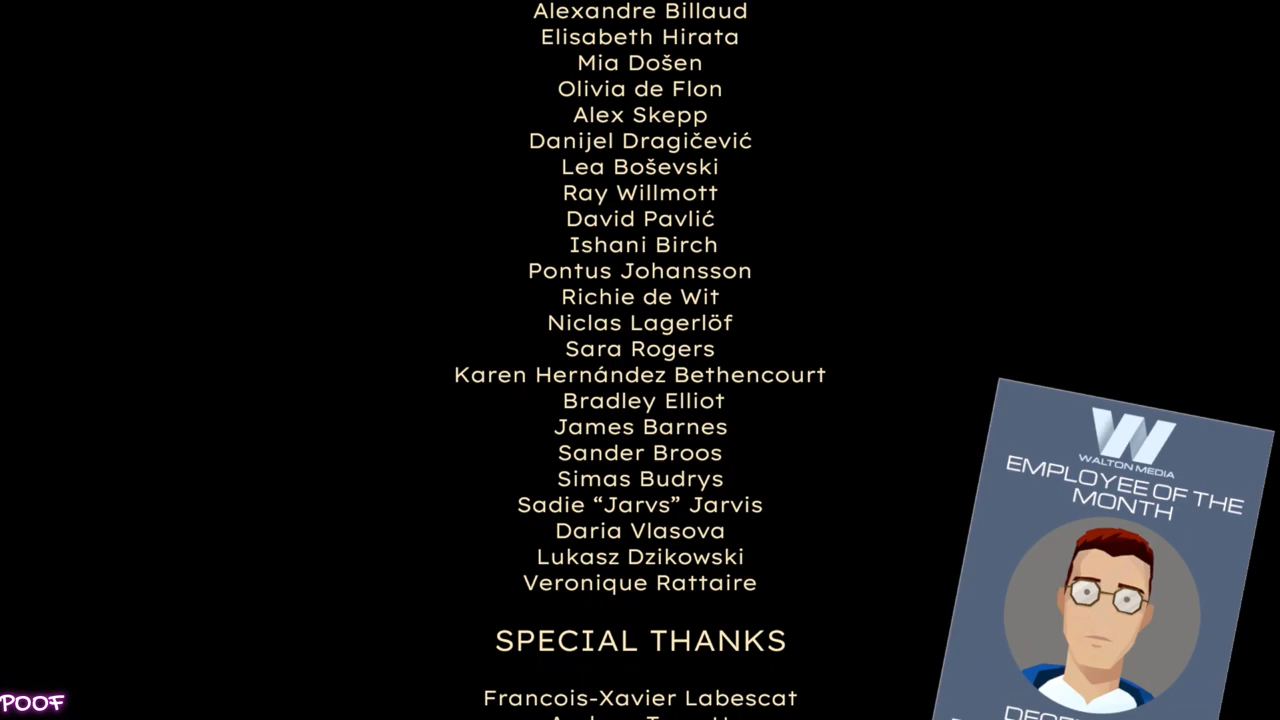 Alexandre Billaud
Elisabeth Hirata
Mia Došen
Olivia de Flon
Alex Skepp
Danijel Dragičević
Lea Boševski
Ray Willmott
David Pavlić
Ishani Birch
Pontus Johansson
Richie de Wit
Niclas Lagerlöf
Sara Rogers
Karen Hernández Bethencourt
Bradley Elliot
James Barnes
Sander Broos
Simas Budrys
Sadie “Jarvs” Jarvis
Daria Vlasova
Lukasz Dzikowski
Veronique Rattaire
SPECIAL THANKS
Francois-Xavier Labescat
W
WALTON MEDIA
EMPLOYEE OF THE
MONTH
POOF